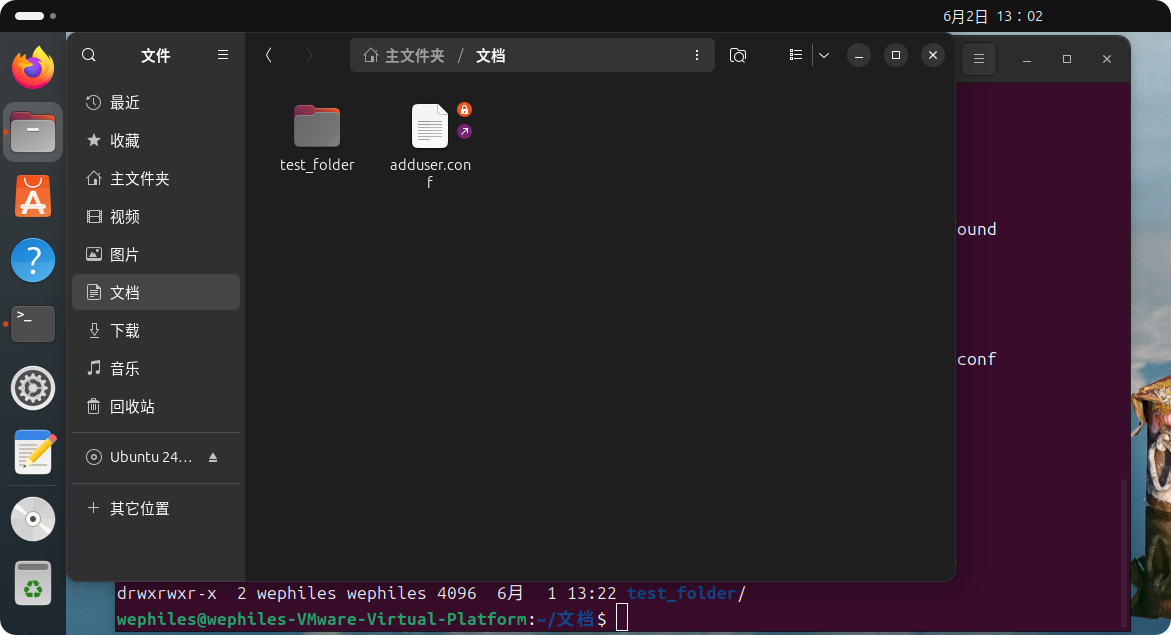 6月2日 13：02
文件
主文件夹 / 文档
最近
收藏
主文件夹
视频
图片
文档
下载
音乐
回收站
Ubuntu 24…
其它位置
test_folder
adduser.con
f
ound
conf
drwxrwxr-x 2 wephiles wephiles 4096 6月 1 13:22 test_folder/
wephiles@wephiles-VMware-Virtual-Platform:~/文档$